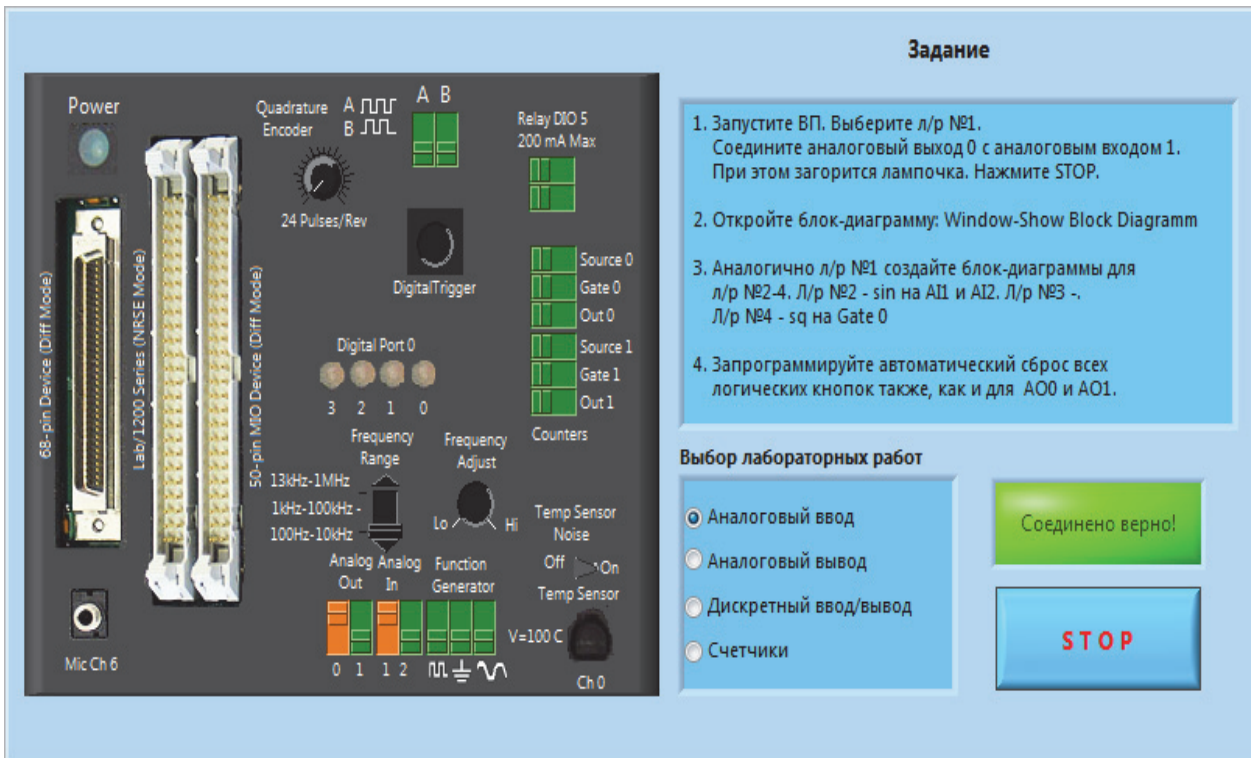 Задание
Power
Quadrature
Encoder
A
B
A B
Relay DIO 5
200 mA Max
24 Pulses/Rev
DigitalTrigger
Source 0
Gate 0
Out 0
Source 1
Gate 1
Out 1
Counters
68-pin Device (Diff Mode)
Lab/1200 Series (NRSE Mode)
50-pin MIO Device (Diff Mode)
Digital Port 0
3 2 1 0
Frequency
Range
13kHz-1MHz
1kHz-100kHz -
100Hz-10kHz
Frequency
Adjust
Lo Hi
Temp Sensor
Noise
Off On
Temp Sensor
Analog
Out
Analog
In
Function
Generator
V=100 C
0 1 1 2
Ch 0
Mic Ch 6
1. Запустите ВП. Выберите л/р №1.
Соедините аналоговый выход 0 с аналоговым входом 1.
При этом загорится лампочка. Нажмите STOP.
2. Откройте блок-диаграмму: Window-Show Block Diagramm
3. Аналогично л/р №1 создайте блок-диаграммы для
л/р №2-4. Л/р №2 - sin на AI1 и AI2. Л/р №3 -.
Л/р №4 - sq на Gate 0
4. Запрограммируйте автоматический сброс всех
логических кнопок также, как и для AO0 и AO1.
Выбор лабораторных работ
Аналоговый ввод
Аналоговый вывод
Дискретный ввод/вывод
Счетчики
Соединено верно!
STOP